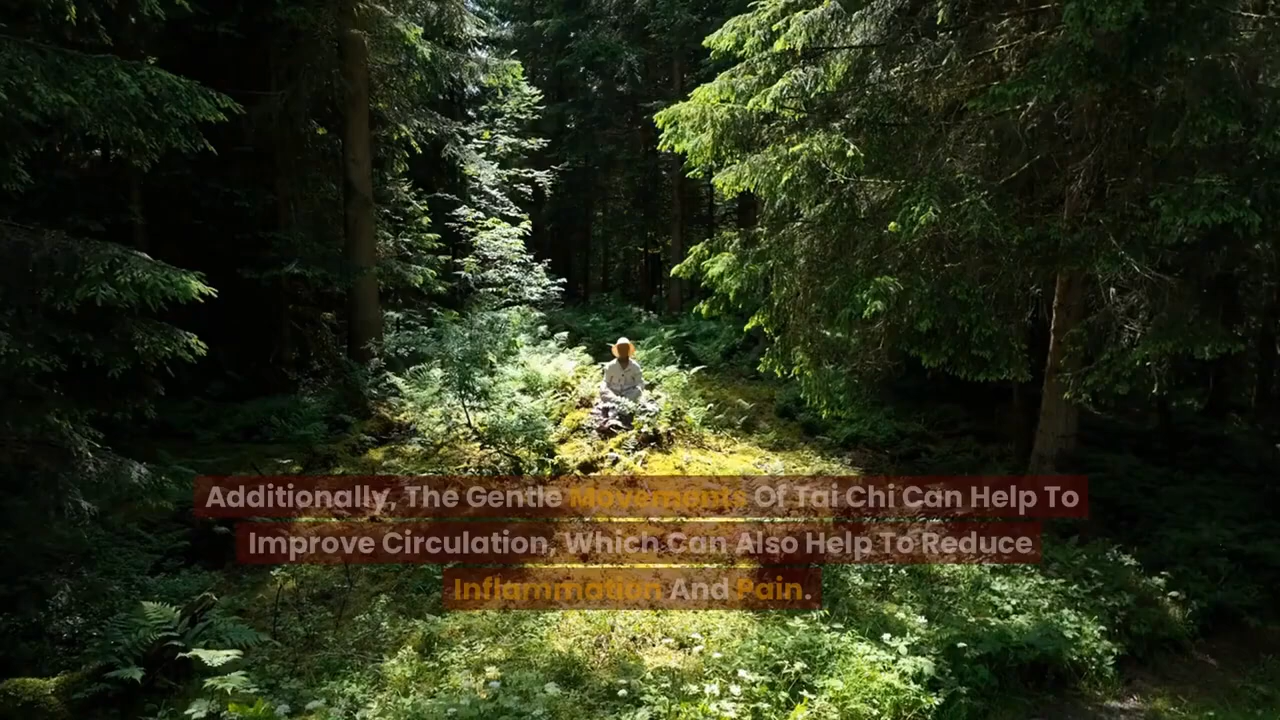 Additionally, The Gentle Movements Of Tai Chi Can Help To
Improve Circulation, Which Can Also Help To Reduce
Inflammation And Pain.